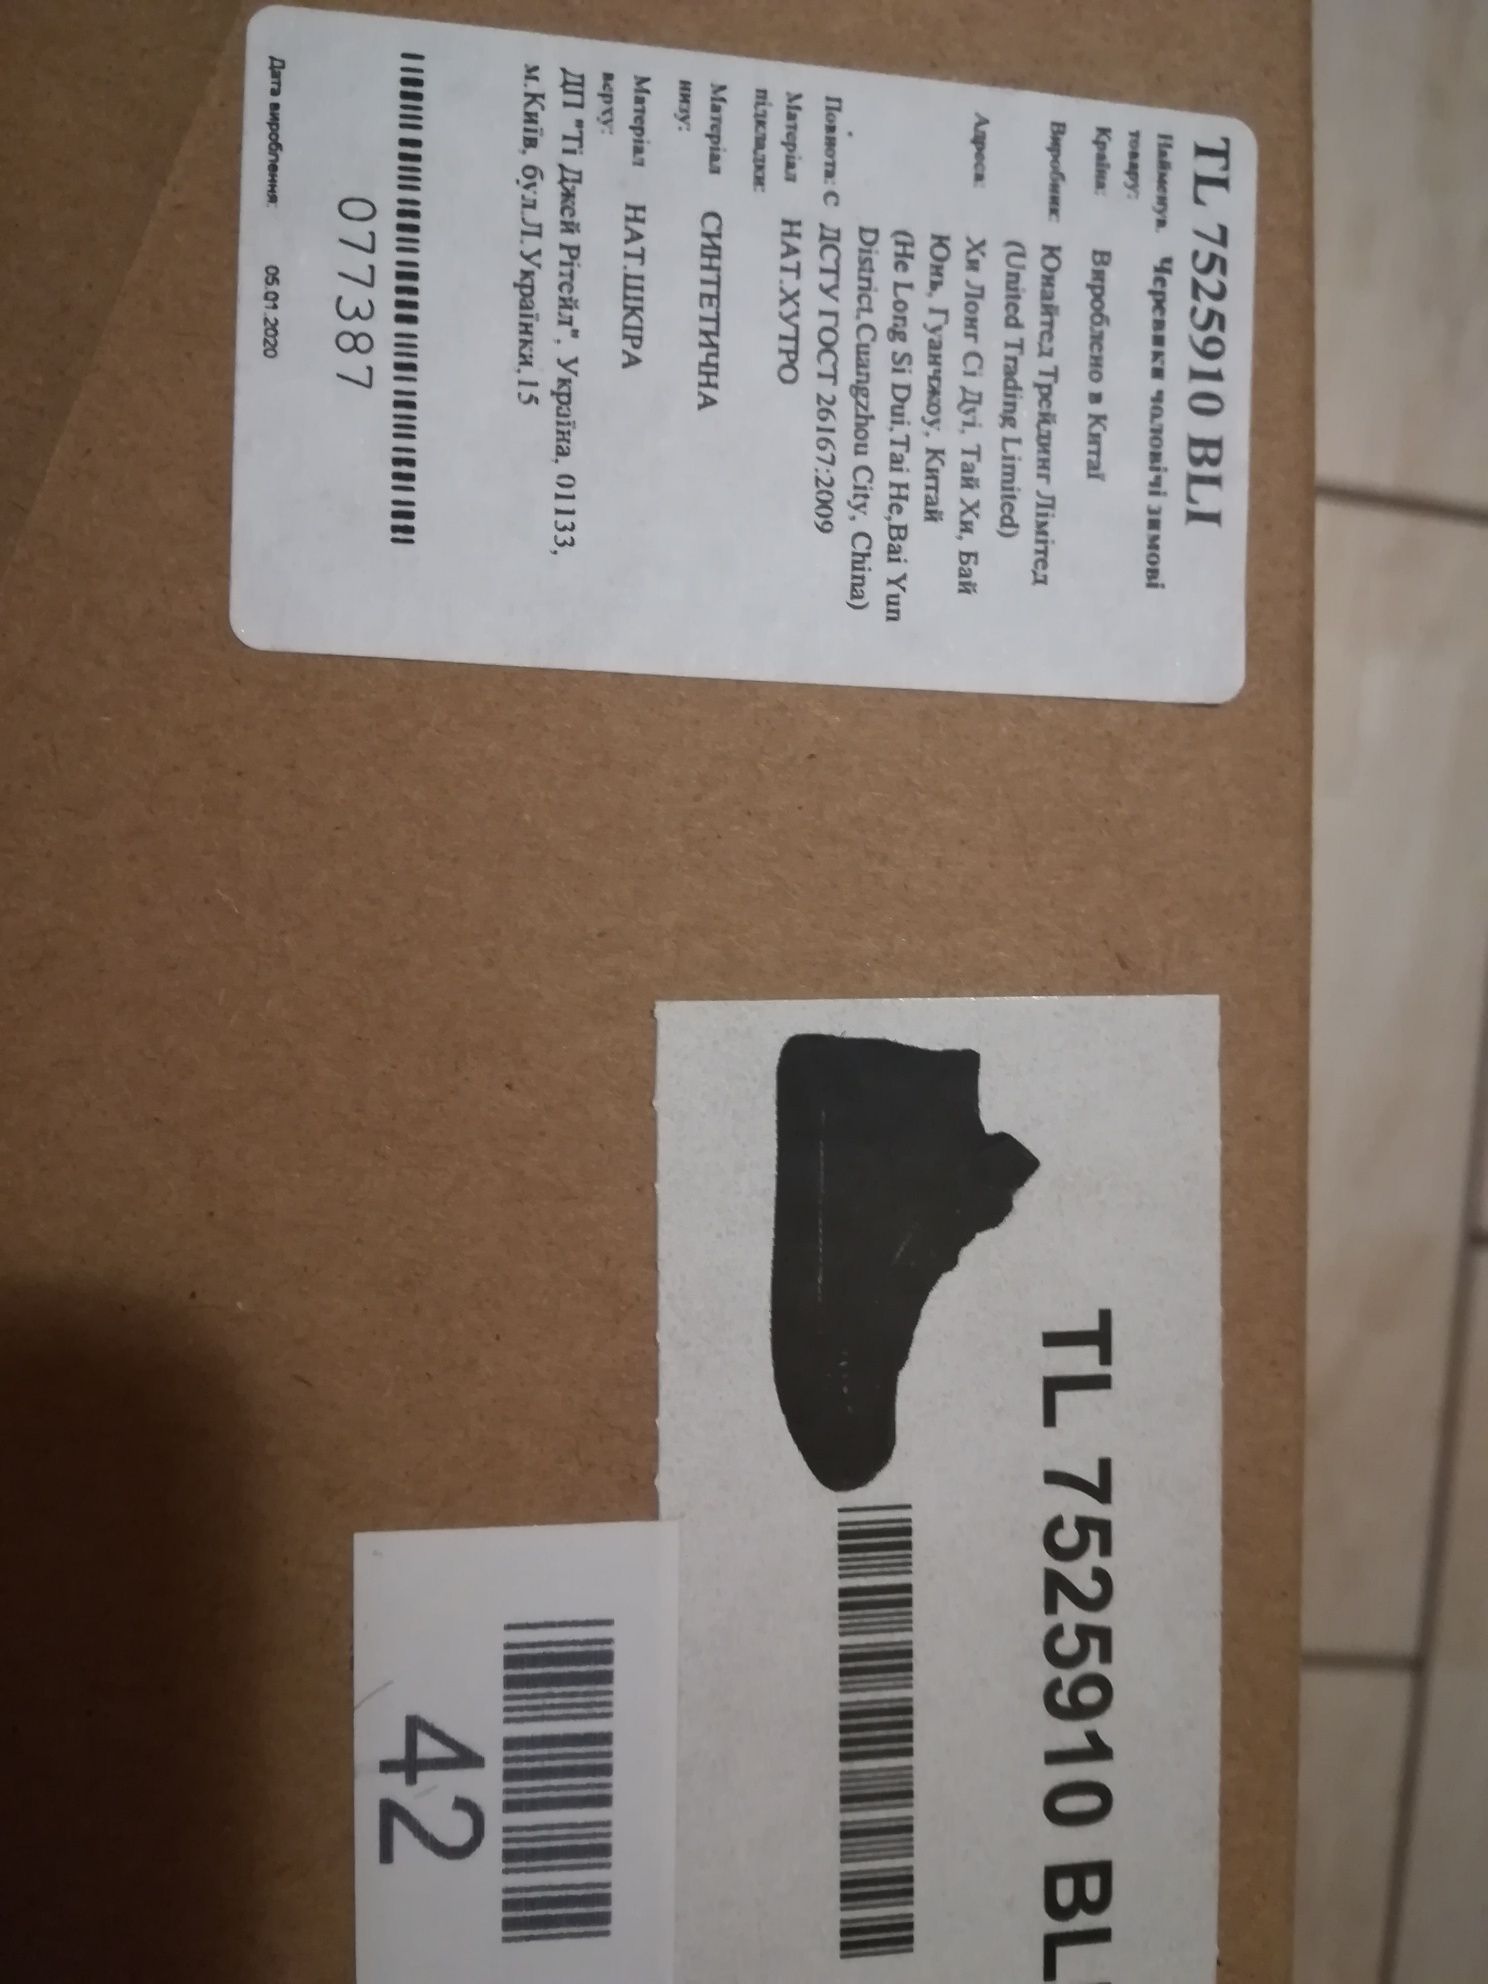 TL 7525910 BLI
Найменув. Черевики чоловічі зимові
товару:
Країна: Вироблено в Китаї
Виробник: Юнайтед Трейдинг Лімітед
(United Trading Limited)
Адреса: Хи Лонг Сі Дуі, Тай Хи, Бай
Юнь, Гуанчжоу, Китай
(He Long Si Dui,Tai He,Bai Yun
District,Cuangzhou City, China)
Повнота: С ДСТУ ГОСТ 26167:2009
Матеріал НАТ.ХУТРО
підкладки:
Матеріал СИНТЕТИЧНА
низу:
Матеріал НАТ.ШКІРА
верху:
ДП "Ті Джей Рітейл", Україна, 01133,
м.Київ, бул.Л.Українки,15
077387
Дата вироблення: 05.01.2020
TL 7525910 BLI
42